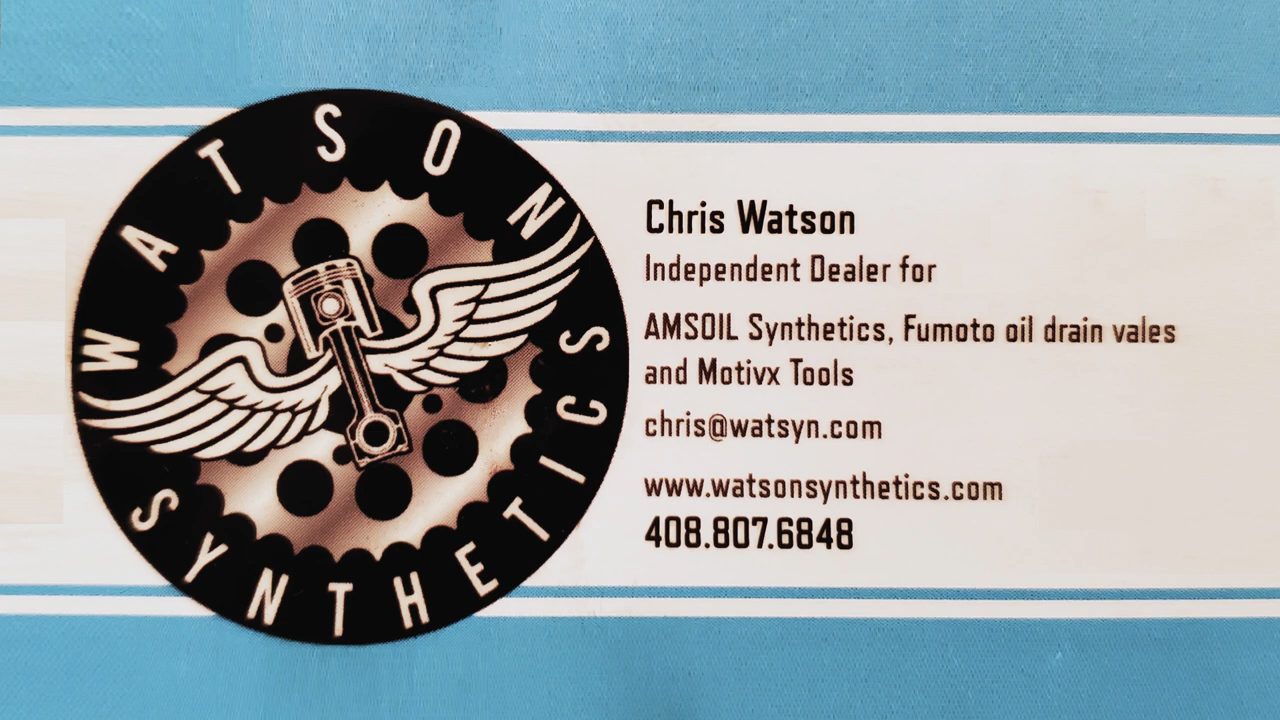 WATSON
SYNTHETICS
Chris Watson
Independent Dealer for
AMSOIL Synthetics, Fumoto oil drain vales
and Motivx Tools
chris@watsyn.com
www.watsonsynthetics.com
408.807.6848